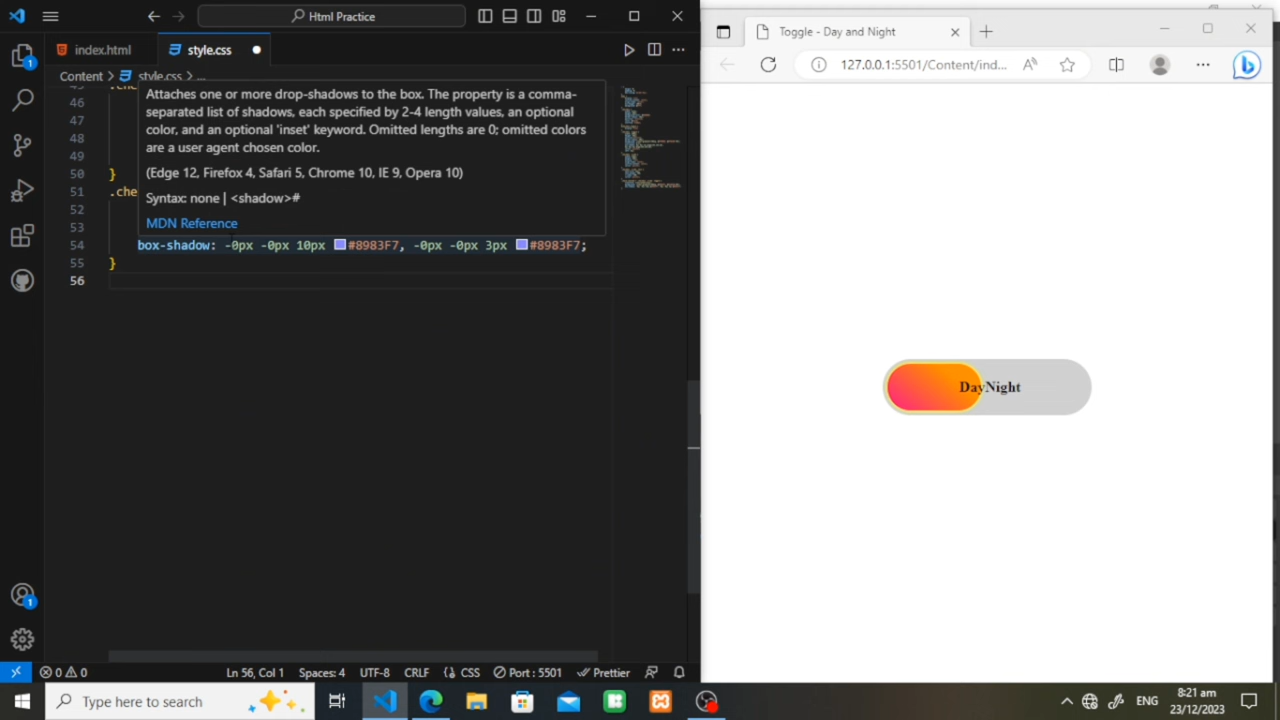 Html Practice
index.html
style.css
Content > style.css > ...
46
47
48
49
50 }
51 .che
52
53
54 box-shadow: -0px -0px 10px #8983F7, -0px -0px 3px #8983F7;
55 }
56
Attaches one or more drop-shadows to the box. The property is a comma-
separated list of shadows, each specified by 2-4 length values, an optional
color, and an optional 'inset' keyword. Omitted lengths are 0; omitted colors
are a user agent chosen color.
(Edge 12, Firefox 4, Safari 5, Chrome 10, IE 9, Opera 10)
Syntax: none | <shadow>#
MDN Reference
1
1
0 0 Ln 56, Col 1 Spaces: 4 UTF-8 CRLF {} CSS Port : 5501 Prettier
Toggle - Day and Night
127.0.0.1:5501/Content/ind...
DayNight
Type here to search
ENG
8:21 am
23/12/2023